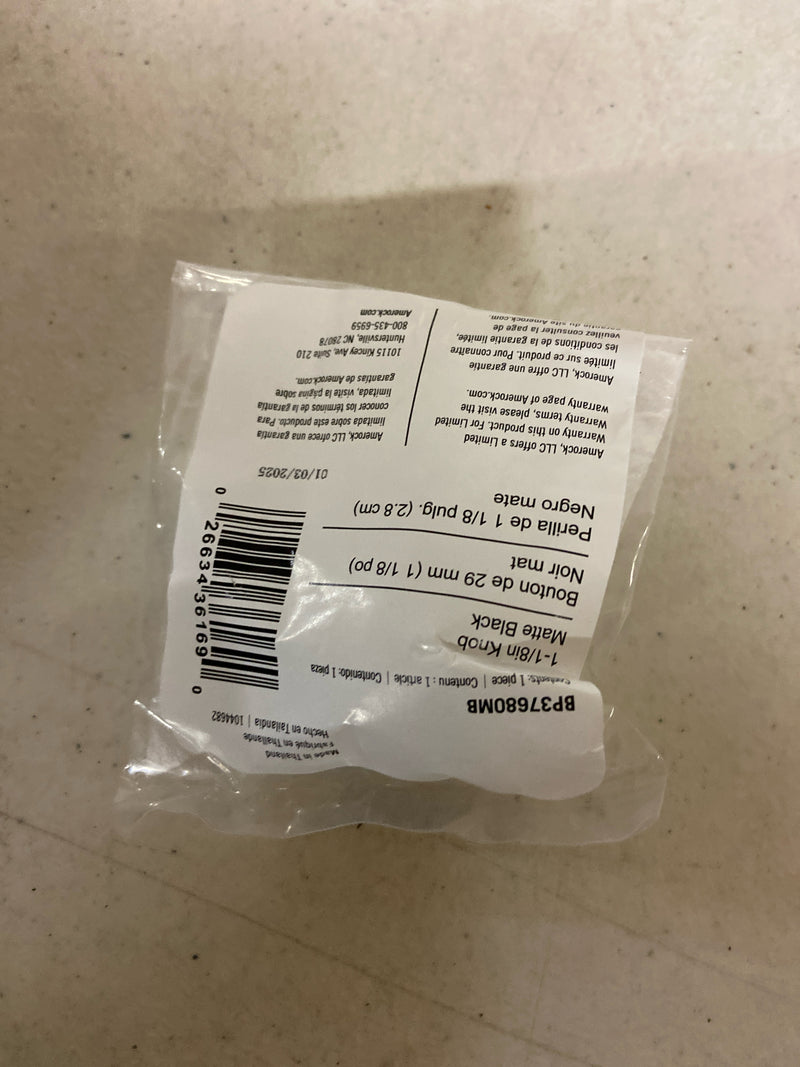 BP37680MB
Contents: 1 piece | Contenu : 1 article | Contenido: 1 pieza
1-1/8in Knob
Matte Black
Bouton de 29 mm (1 1/8 po)
Noir mat
Perilla de 1 1/8 pulg. (2.8 cm)
Negro mate
Made in Thailand
Fabriqué en Thaïlande
Hecho en Tailandia | 104682
0 26634 36169 0
01/03/2025
Amerock, LLC offers a Limited
Warranty on this product. For Limited
Warranty terms, please visit the
warranty page of Amerock.com.
Amerock, LLC offre une garantie
limitée sur ce produit. Pour connaître
les conditions de la garantie limitée,
veuillez consulter la page de
garantie du site Amerock.com.
Amerock, LLC ofrece una garantía
limitada sobre este producto. Para
conocer los términos de la garantía
limitada, visite la página sobre
garantías de Amerock.com.
10115 Kincey Ave, Suite 210
Huntersville, NC 28078
800-435-6959
Amerock.com